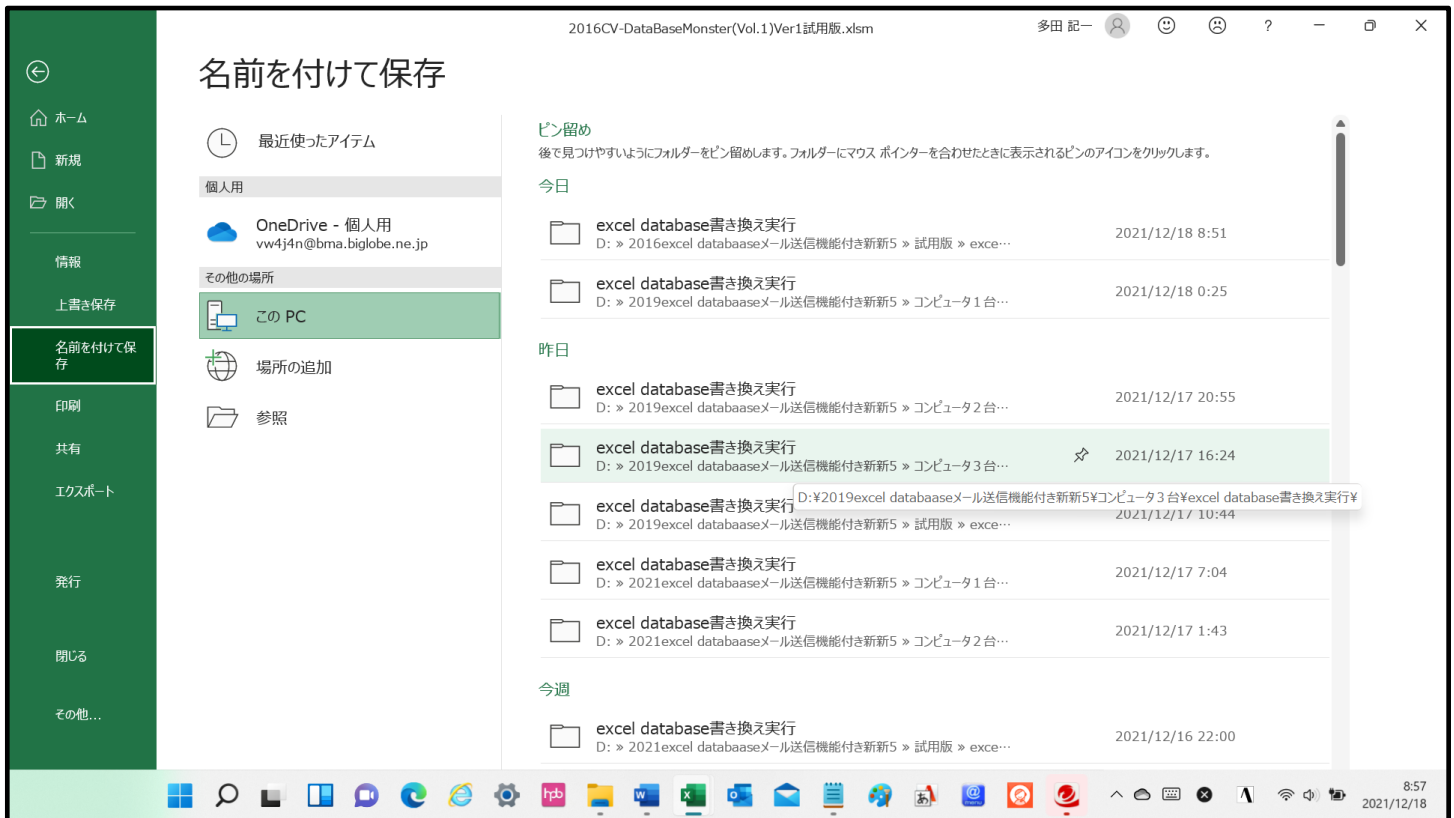 2016CV-DataBaseMonster(Vol.1)Ver1試用版.xlsm
多田 記一
?
名前を付けて保存
ホーム
新規
開く
情報
上書き保存
名前を付けて保
存
印刷
共有
エクスポート
発行
閉じる
その他...
最近使ったアイテム
個人用
OneDrive - 個人用
vw4j4n@bma.biglobe.ne.jp
その他の場所
この PC
場所の追加
参照
ピン留め
後で見つけやすいようにフォルダーをピン留めします。フォルダーにマウス ポインターを合わせたときに表示されるピンのアイコンをクリックします。
今日
excel database書き換え実行
D: » 2016excel databaaseメール送信機能付き新新5 » 試用版 » exce…
2021/12/18 8:51
excel database書き換え実行
D: » 2019excel databaaseメール送信機能付き新新5 » コンピュータ１台…
2021/12/18 0:25
昨日
excel database書き換え実行
D: » 2019excel databaaseメール送信機能付き新新5 » コンピュータ２台…
2021/12/17 20:55
excel database書き換え実行
D: » 2019excel databaaseメール送信機能付き新新5 » コンピュータ３台…
2021/12/17 16:24
D:¥2019excel databaaseメール送信機能付き新新5¥コンピュータ３台¥excel database書き換え実行¥
excel database書き換え実行
D: » 2019excel databaaseメール送信機能付き新新5 » 試用版 » exce…
2021/12/17 10:44
excel database書き換え実行
D: » 2021excel databaaseメール送信機能付き新新5 » コンピュータ１台…
2021/12/17 7:04
excel database書き換え実行
D: » 2021excel databaaseメール送信機能付き新新5 » コンピュータ２台…
2021/12/17 1:43
今週
excel database書き換え実行
D: » 2021excel databaaseメール送信機能付き新新5 » 試用版 » exce…
2021/12/16 22:00
hpb
8:57
2021/12/18